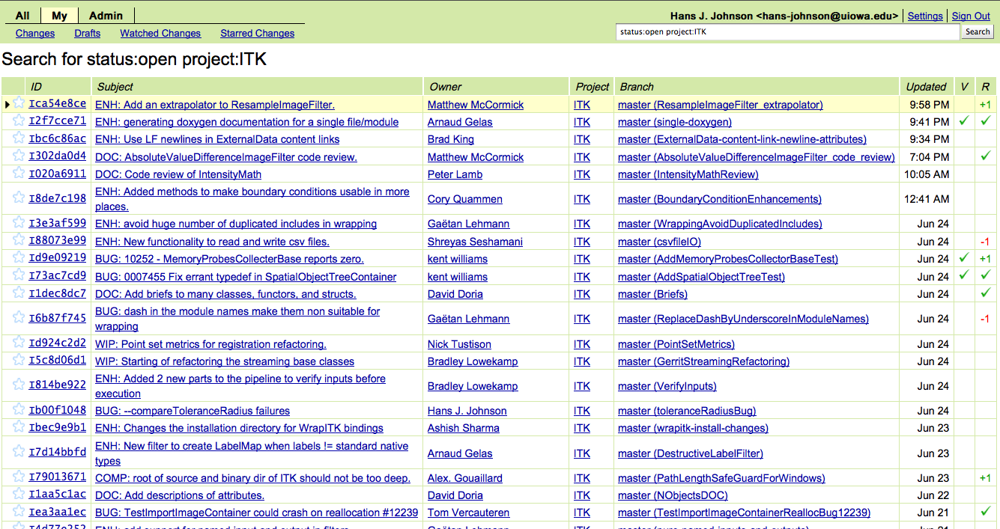 All My Admin Hans J. Johnson <hans-johnson@uiowa.edu> Settings Sign Out
Changes Drafts Watched Changes Starred Changes status:open project:ITK Search
Search for status:open project:ITK
ID Subject Owner Project Branch Updated V R
Ica54e8ce ENH: Add an extrapolator to ResampleImageFilter. Matthew McCormick ITK master (ResampleImageFilter_extrapolator) 9:58 PM +1
I2f7cce71 ENH: generating doxygen documentation for a single file/module Arnaud Gelas ITK master (single-doxygen) 9:41 PM ✓ ✓
Ibc6c86ac ENH: Use LF newlines in ExternalData content links Brad King ITK master (ExternalData-content-link-newline-attributes) 9:34 PM
I302da0d4 DOC: AbsoluteValueDifferenceImageFilter code review. Matthew McCormick ITK master (AbsoluteValueDifferenceImageFilter_code_review) 7:04 PM ✓
I020a6911 DOC: Code review of IntensityMath Peter Lamb ITK master (IntensityMathReview) 10:05 AM
I8de7c198 ENH: Added methods to make boundary conditions usable in more
places. Cory Quammen ITK master (BoundaryConditionEnhancements) 12:41 AM
I3e3af599 ENH: avoid huge number of duplicated includes in wrapping Gaëtan Lehmann ITK master (WrappingAvoidDuplicatedIncludes) Jun 24
I88073e99 ENH: New functionality to read and write csv files. Shreyas Seshamani ITK master (csvfileIO) Jun 24 -1
Id9e09219 BUG: 10252 - MemoryProbesCollecterBase reports zero. kent williams ITK master (AddMemoryProbesCollectorBaseTest) Jun 24 ✓ +1
I73ac7cd9 BUG: 0007455 Fix errant typedef in SpatialObjectTreeContainer kent williams ITK master (AddSpatialObjectTreeTest) Jun 24 ✓ ✓
I1dec8dc7 DOC: Add briefs to many classes, functors, and structs. David Doria ITK master (Briefs) Jun 24 ✓
I6b87f745 BUG: dash in the module names make them non suitable for
wrapping Gaëtan Lehmann ITK master (ReplaceDashByUnderscoreInModuleNames) Jun 24 -1
Id924c2d2 WIP: Point set metrics for registration refactoring. Nick Tustison ITK master (PointSetMetrics) Jun 24
I5c8d06d1 WIP: Starting of refactoring the streaming base classes Bradley Lowekamp ITK master (GerritStreamingRefactoring) Jun 24
I814be922 ENH: Added 2 new parts to the pipeline to verify inputs before
execution Bradley Lowekamp ITK master (VerifyInputs) Jun 24
Ib00f1048 BUG: --compareToleranceRadius failures Hans J. Johnson ITK master (toleranceRadiusBug) Jun 24
Ibec9e9b1 ENH: Changes the installation directory for WrapITK bindings Ashish Sharma ITK master (wrapitk-install-changes) Jun 23
I7d14bbfd ENH: New filter to create LabelMap when labels != standard native
types Arnaud Gelas ITK master (DestructiveLabelFilter) Jun 23
I79013671 COMP: root of source and binary dir of ITK should not be too deep. Alex. Gouaillard ITK master (PathLengthSafeGuardForWindows) Jun 23 +1
I1aa5c1ac DOC: Add descriptions of attributes. David Doria ITK master (NObjectsDOC) Jun 22
Iea3aa1ec BUG: TestImportImageContainer could crash on reallocation #12239 Tom Vercauteren ITK master (TestImportImageContainerReallocBug12239) Jun 21 ✓